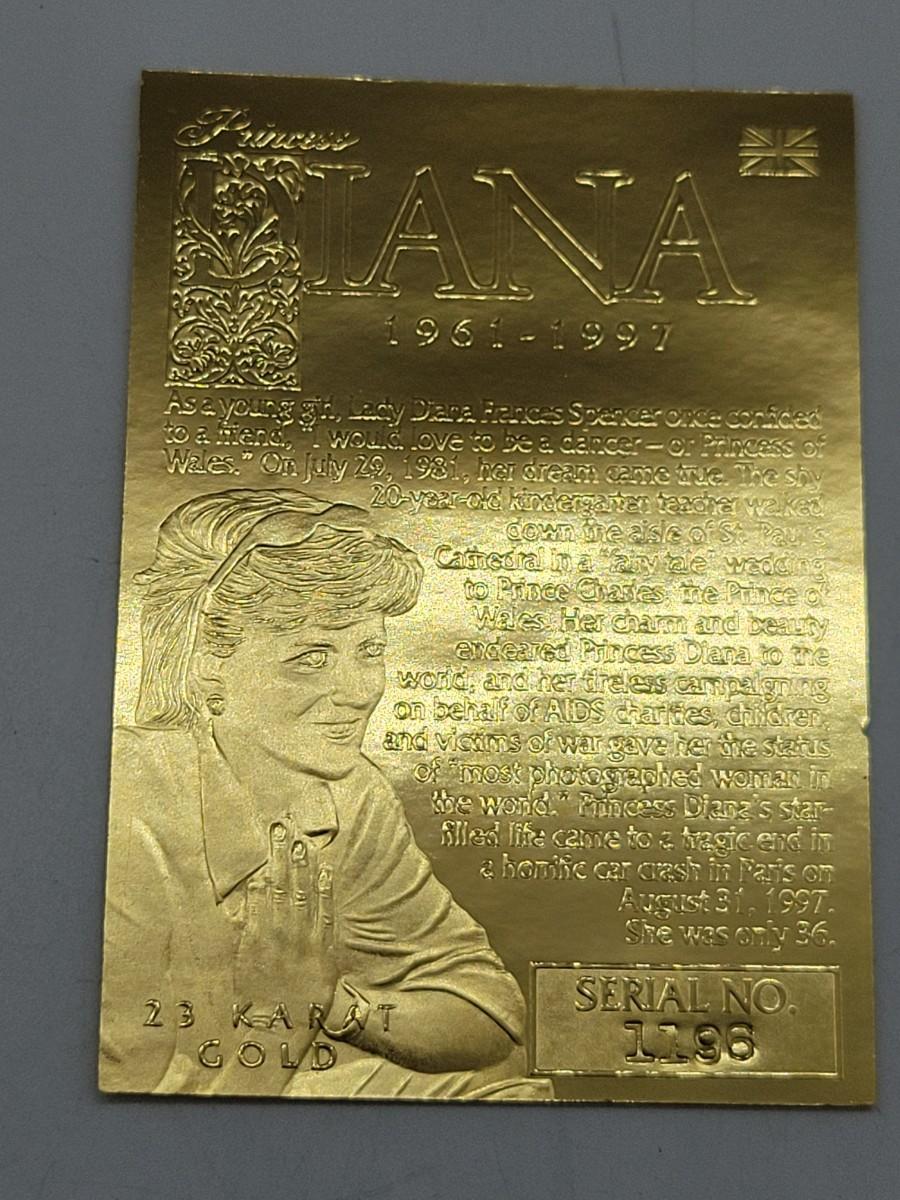 Princess
DIANA
1961-1997
As a young girl, Lady Diana Frances Spencer once confided
to a friend, "I would love to be a dancer—or Princess of
Wales." On July 29, 1981, her dream came true. The shy
20-year-old kindergarten teacher walked
down the aisle of St. Paul's
Cathedral in a "fairy tale" wedding
to Prince Charles, the Prince of
Wales. Her charm and beauty
endeared Princess Diana to the
world, and her tireless campaigning
on behalf of AIDS charities, children,
and victims of war gave her the status
of "most photographed woman in
the world." Princess Diana's star-
filled life came to a tragic end in
a horrific car crash in Paris on
August 31, 1997.
She was only 36.
23 KARAT
GOLD
SERIAL NO.
1196